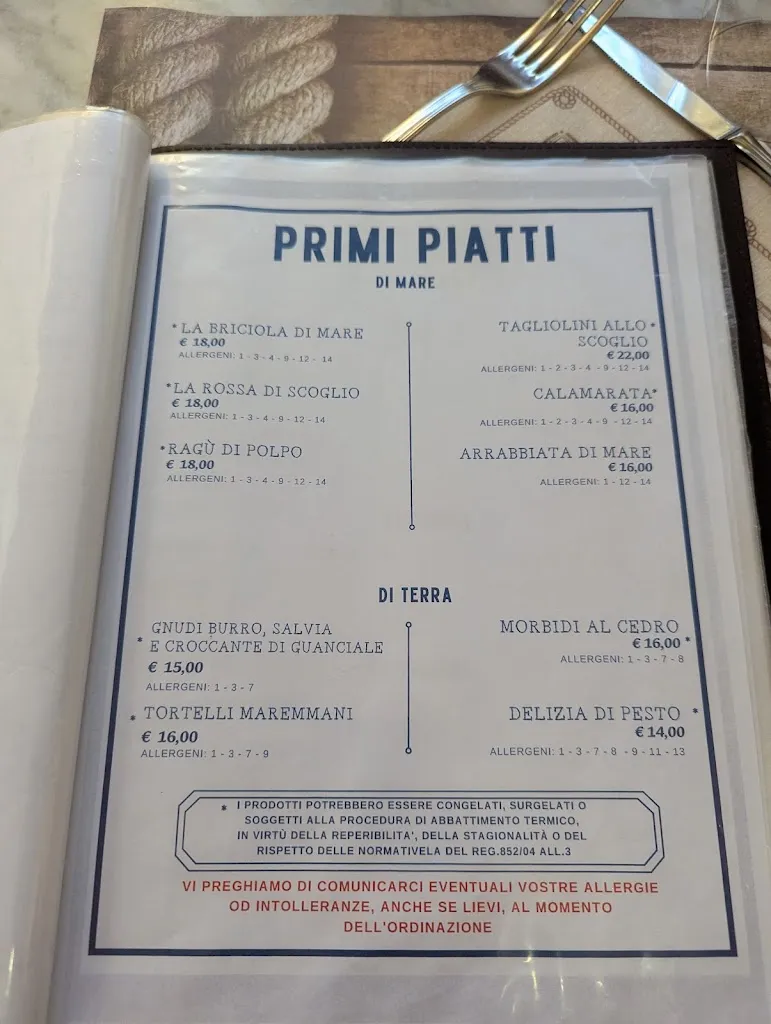 PRIMI PIATTI
DI MARE
* LA BRICIOLA DI MARE
€ 18,00
ALLERGENI: 1 - 3 - 4 - 9 - 12 - 14
* LA ROSSA DI SCOGLIO
€ 18,00
ALLERGENI: 1 - 3 - 4 - 9 - 12 - 14
* RAGÙ DI POLPO
€ 18,00
ALLERGENI: 1 - 3 - 4 - 9 - 12 - 14
TAGLIOLINI ALLO *
SCOGLIO
€ 22,00
ALLERGENI: 1 - 2 - 3 - 4 - 9 - 12 - 14
CALAMARATA *
€ 16,00
ALLERGENI: 1 - 2 - 3 - 4 - 9 - 12 - 14
ARRABBIATA DI MARE
€ 16,00
ALLERGENI: 1 - 12 - 14
DI TERRA
GNUDI BURRO, SALVIA
* E CROCCANTE DI GUANCIALE
€ 15,00
ALLERGENI: 1 - 3 - 7
* TORTELLI MAREMMANI
€ 16,00
ALLERGENI: 1 - 3 - 7 - 9
MORBIDI AL CEDRO
€ 16,00 *
ALLERGENI: 1 - 3 - 7 - 8
DELIZIA DI PESTO *
€ 14,00
ALLERGENI: 1 - 3 - 7 - 8 - 9 - 11 - 13
* I PRODOTTI POTREBBERO ESSERE CONGELATI, SURGELATI O
SOGGETTI ALLA PROCEDURA DI ABBATTIMENTO TERMICO,
IN VIRTÙ DELLA REPERIBILITA', DELLA STAGIONALITÀ O DEL
RISPETTO DELLE NORMATIVELA DEL REG.852/04 ALL.3
VI PREGHIAMO DI COMUNICARCI EVENTUALI VOSTRE ALLERGIE
OD INTOLLERANZE, ANCHE SE LIEVI, AL MOMENTO
DELL'ORDINAZIONE